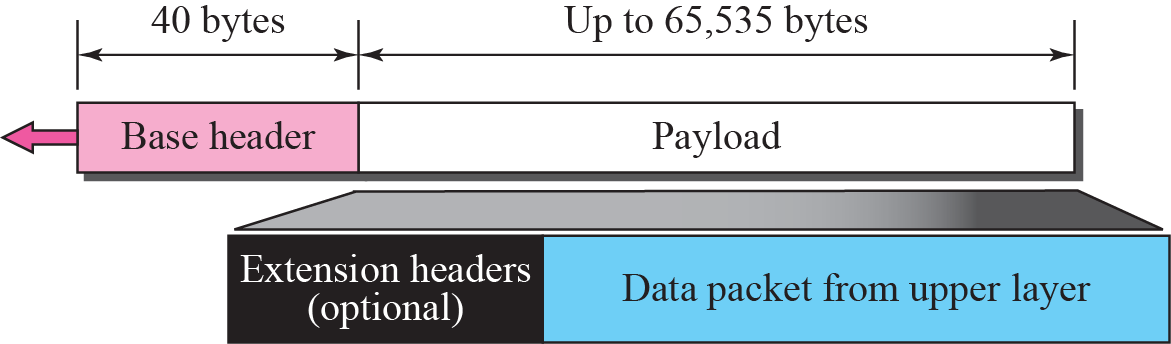 40 bytes
Up to 65,535 bytes
Base header
Payload
Extension headers
(optional)
Data packet from upper layer